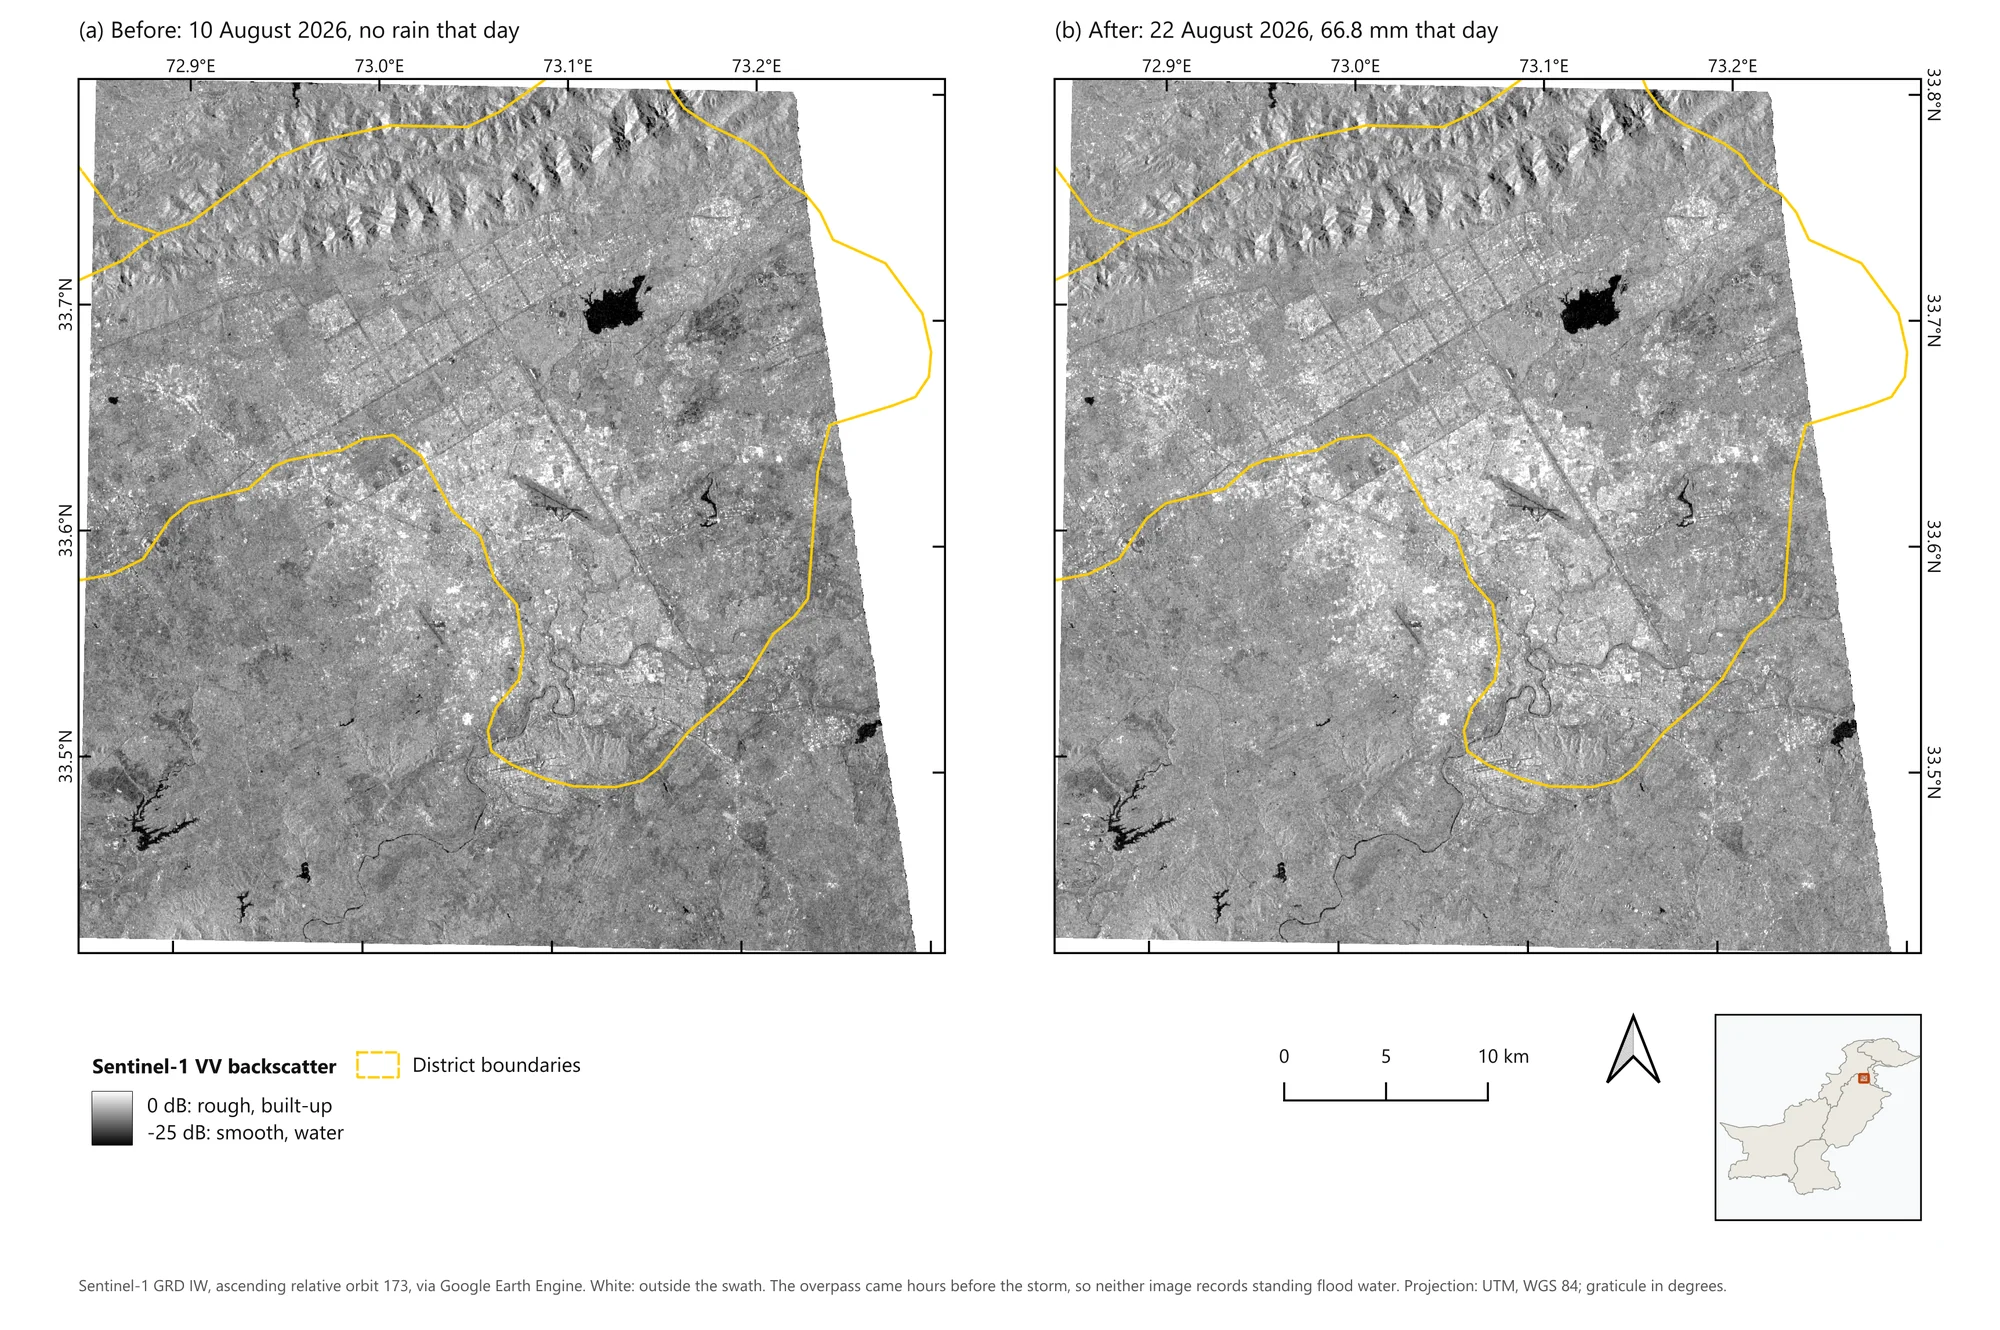 (a) Before: 10 August 2026, no rain that day
(b) After: 22 August 2026, 66.8 mm that day
72.9°E 73.0°E 73.1°E 73.2°E
72.9°E 73.0°E 73.1°E 73.2°E
33.7°N
33.6°N
33.5°N
33.8°N
33.7°N
33.6°N
33.5°N
Sentinel-1 VV backscatter
0 dB: rough, built-up
-25 dB: smooth, water
District boundaries
0 5 10 km
Sentinel-1 GRD IW, ascending relative orbit 173, via Google Earth Engine. White: outside the swath. The overpass came hours before the storm, so neither image records standing flood water. Projection: UTM, WGS 84; graticule in degrees.